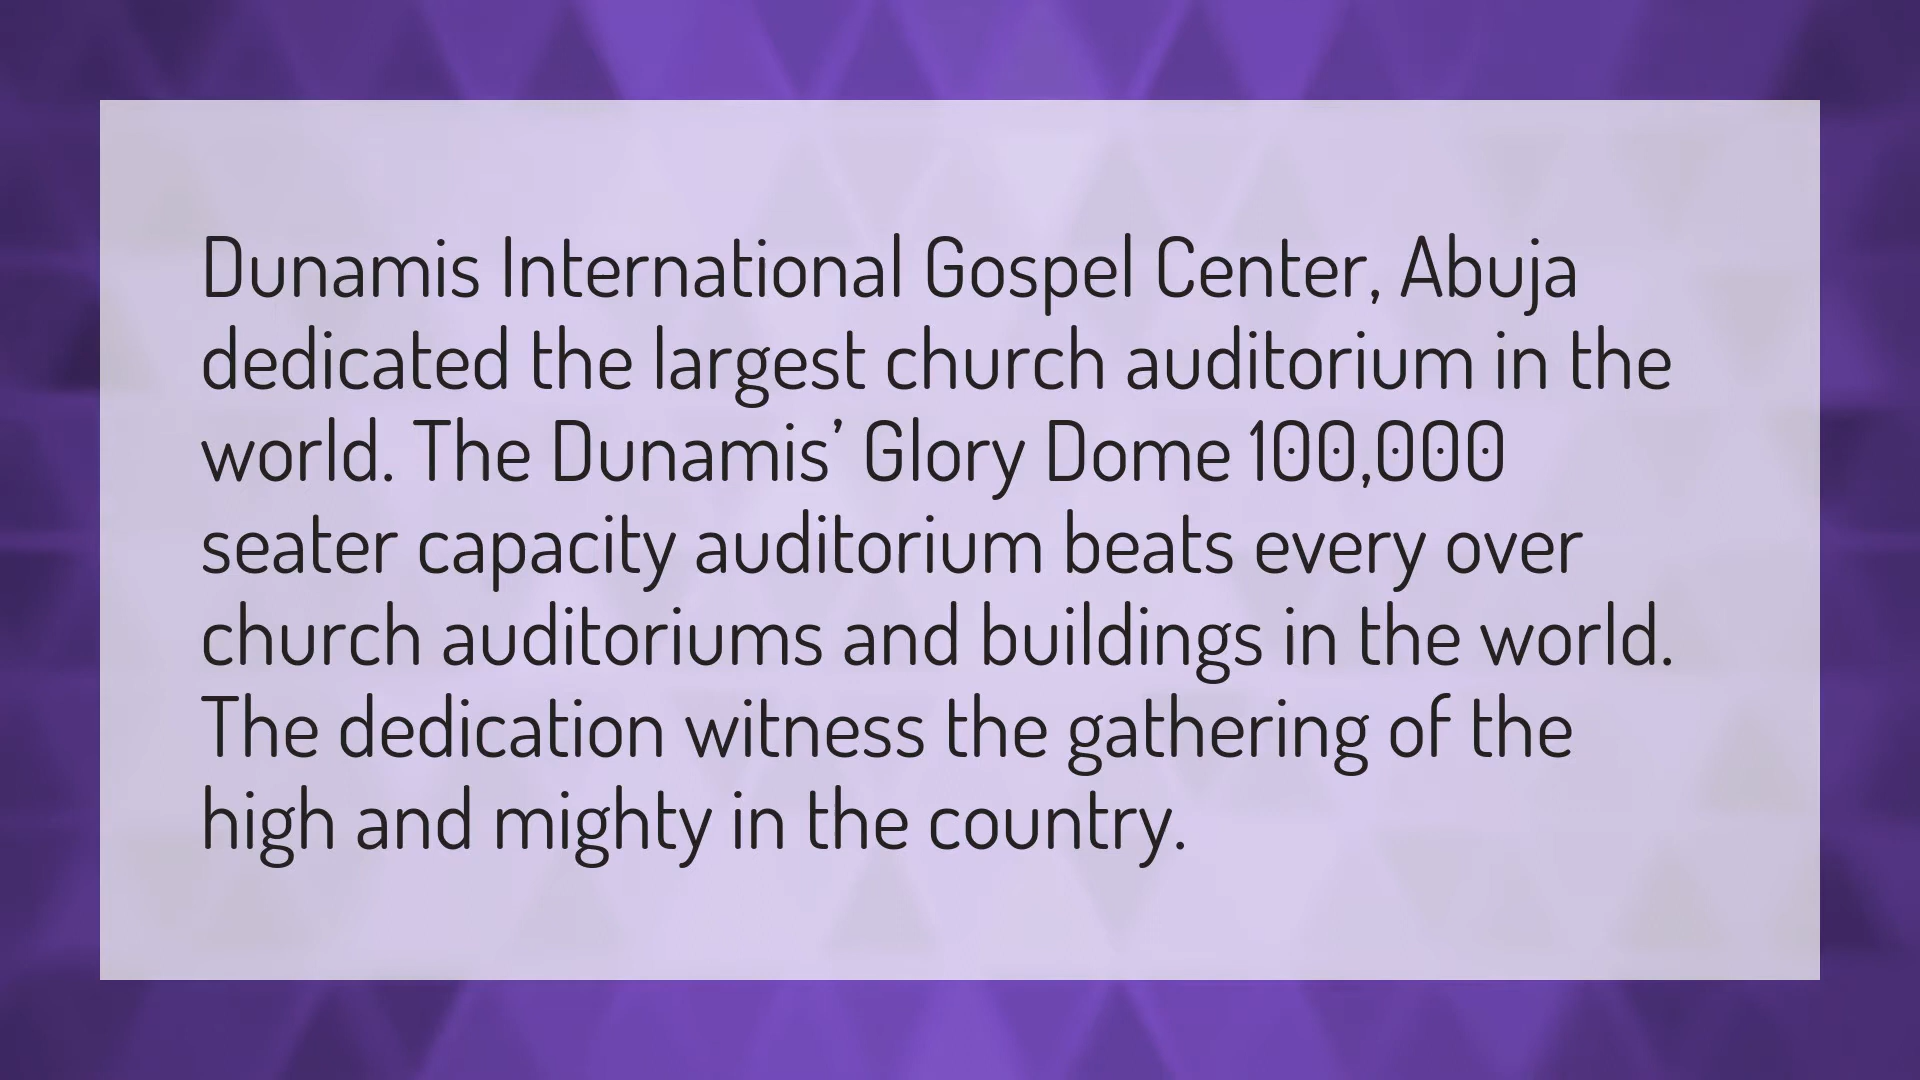 Dunamis International Gospel Center, Abuja
dedicated the largest church auditorium in the
world. The Dunamis’ Glory Dome 100,000
seater capacity auditorium beats every over
church auditoriums and buildings in the world.
The dedication witness the gathering of the
high and mighty in the country.